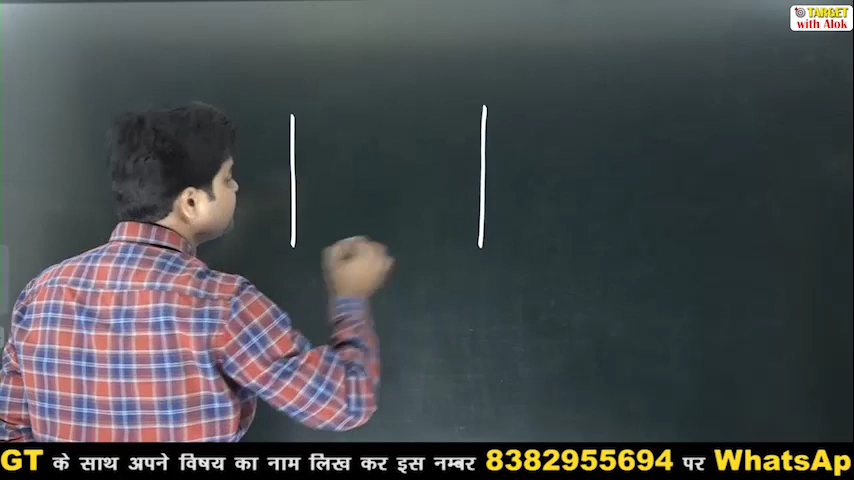 TARGET
with Alok
GT के साथ अपने विषय का नाम लिख कर इस नम्बर 8382955694 पर WhatsAp